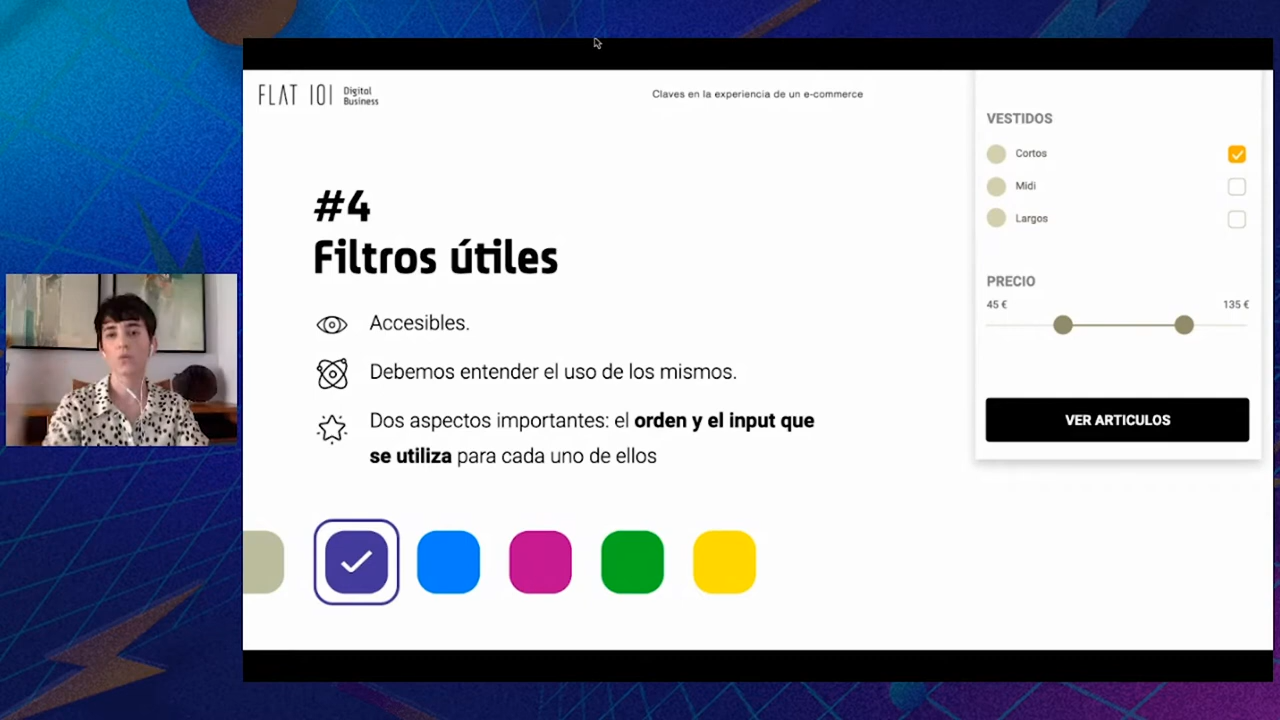 FLAT 101 Digital Business
Claves en la experiencia de un e-commerce
#4
Filtros útiles
Accesibles.
Debemos entender el uso de los mismos.
Dos aspectos importantes: el orden y el input que
se utiliza para cada uno de ellos
VESTIDOS
Cortos
Midi
Largos
PRECIO
45 €
135 €
VER ARTICULOS